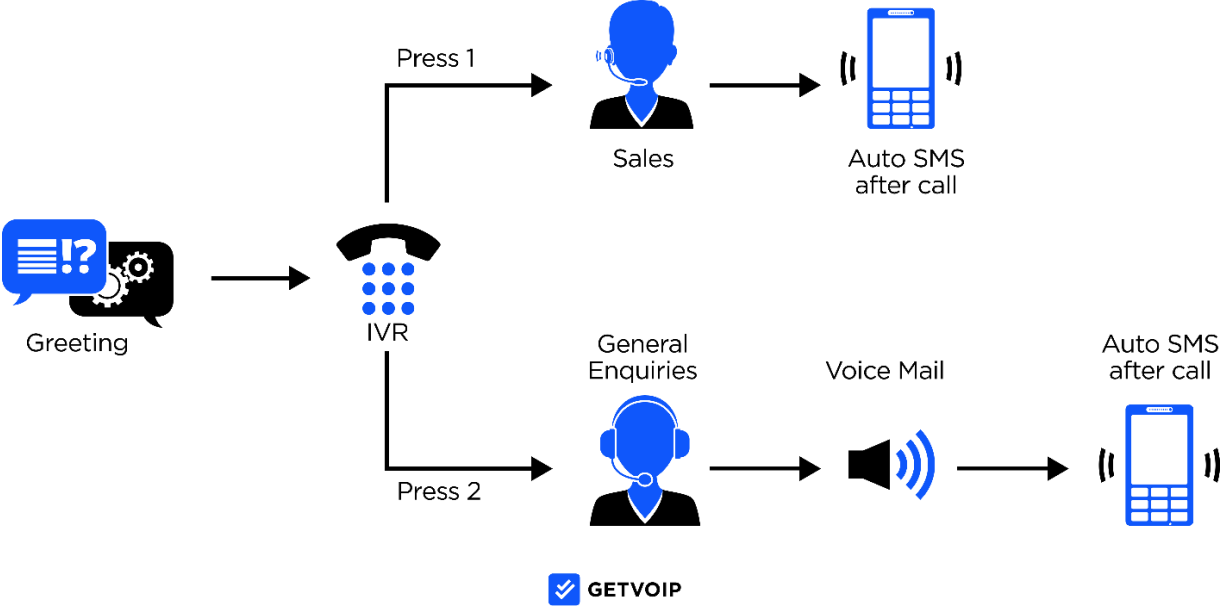 Press 1
Sales
Auto SMS
after call
!?
Greeting
IVR
General
Enquiries
Voice Mail
Auto SMS
after call
Press 2
GETVOIP